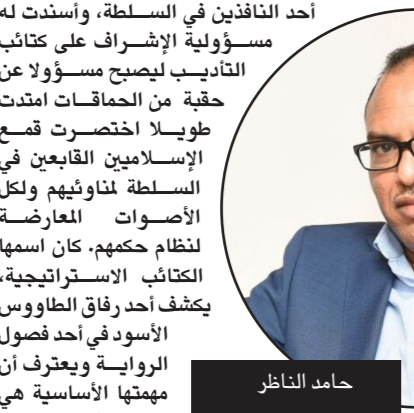 أحد النافذين في السلطة، وأسندت له
مسؤولية الإشراف على كتائب
التأديب ليصبح مسؤولا عن
حقبة من الحماقات امتدت
طويلا اختصرت قمع
الإسلاميين القابعين في
السلطة لمناوئيهم ولكل
الأصوات المعارضة
لنظام حكمهم. كان اسمها
الكتائب الاستراتيجية،
يكشف أحد رفاق الطاووس
الأسود في أحد فصول
الرواية ويعترف أن
مهمتها الأساسية هي
حامد الناظر